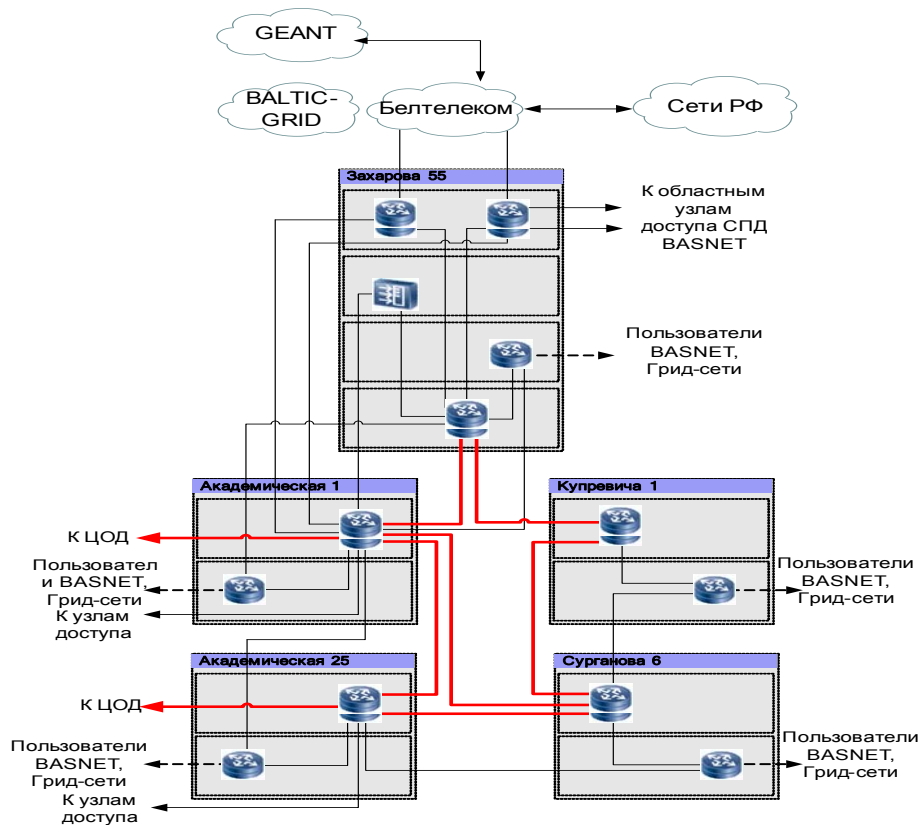 GEANT
BALTIC-
GRID
Белтелеком
Сети РФ
Захарова 55
К областным
узлам
доступа СПД
BASNET
Пользователи
BASNET,
Грид-сети
Академическая 1
Купревича 1
К ЦОД
Пользовател
и BASNET,
Грид-сети
К узлам
доступа
Пользователи
BASNET,
Грид-сети
Академическая 25
Сурганова 6
К ЦОД
Пользователи
BASNET,
Грид-сети
К узлам
доступа
Пользователи
BASNET,
Грид-сети